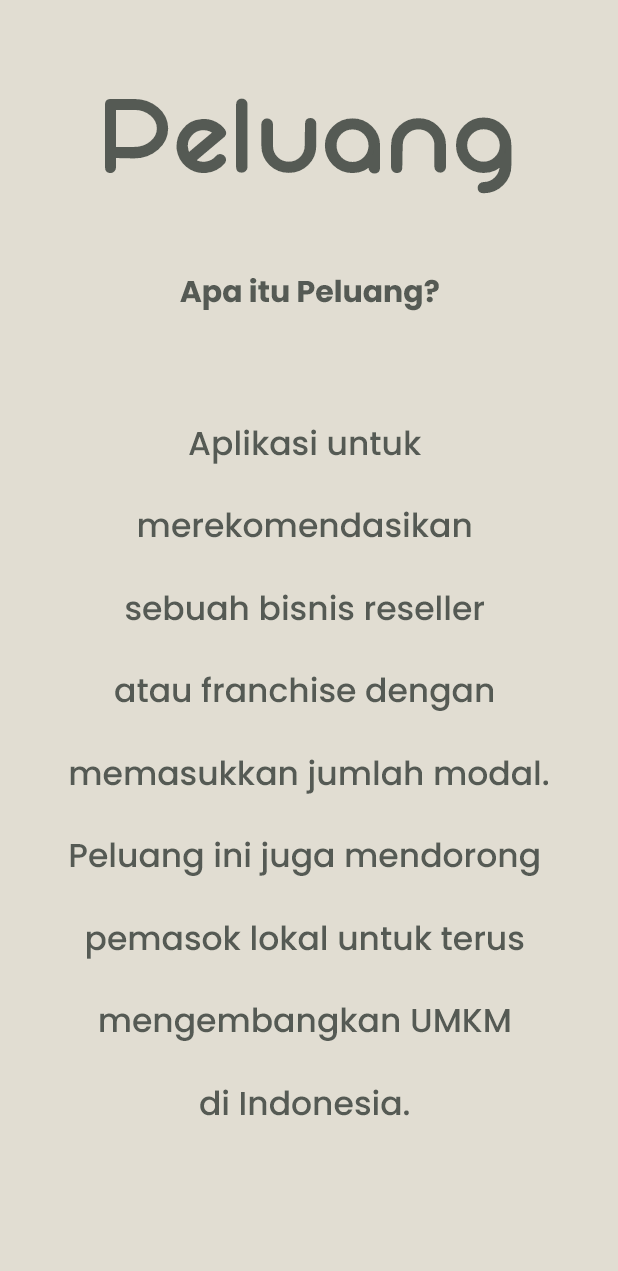 Peluang
Apa itu Peluang?
Aplikasi untuk
merekomendasikan
sebuah bisnis reseller
atau franchise dengan
memasukkan jumlah modal.
Peluang ini juga mendorong
pemasok lokal untuk terus
mengembangkan UMKM
di Indonesia.